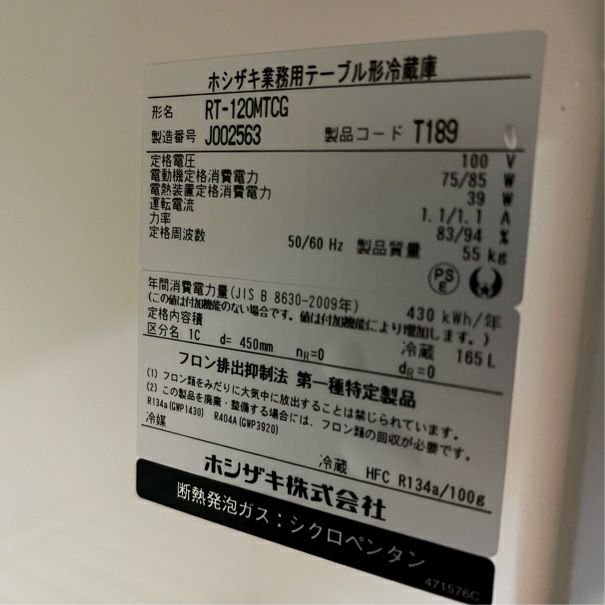 ホシザキ業務用テーブル形冷蔵庫
形名 RT-120MTCG
製造番号 J002563 製品コード T189
定格電圧 100 V
電動機定格消費電力 75/85 W
電熱装置定格消費電力 39 W
運転電流 1.1/1.1 A
力率 83/94 %
定格周波数 50/60 Hz 製品質量 55 kg
PSE
年間消費電力量(JIS B 8630-2009年) 430 kWh/年
(この値は付加機能のない場合です。値は付加機能により増加します。)
定格内容積 冷蔵 165 L
区分名 1C d= 450mm nR=0 dR=0
フロン排出抑制法 第一種特定製品
(1) フロン類をみだりに大気中に放出することは禁じられています。
(2) この製品を廃棄・整備する場合には、フロン類の回収が必要です。
R134a(GWP1430) R404A(GWP3920)
冷媒 冷蔵 HFC R134a/100g
ホシザキ株式会社
断熱発泡ガス:シクロペンタン
471576C